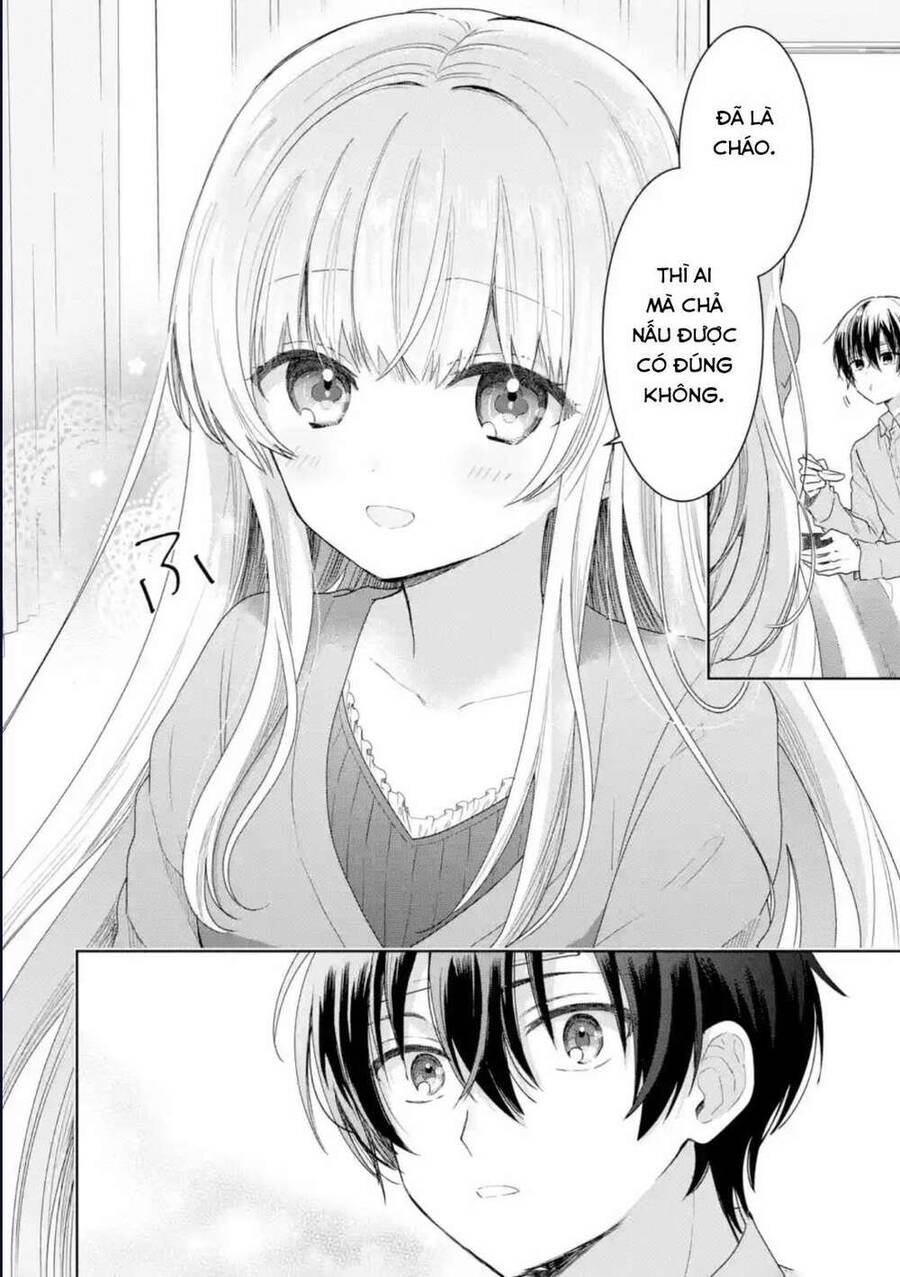 ĐÃ LÀ
CHÁO.
THÌ AI
MÀ CHẢ
NẤU ĐƯỢC
CÓ ĐÚNG
KHÔNG.
ふ